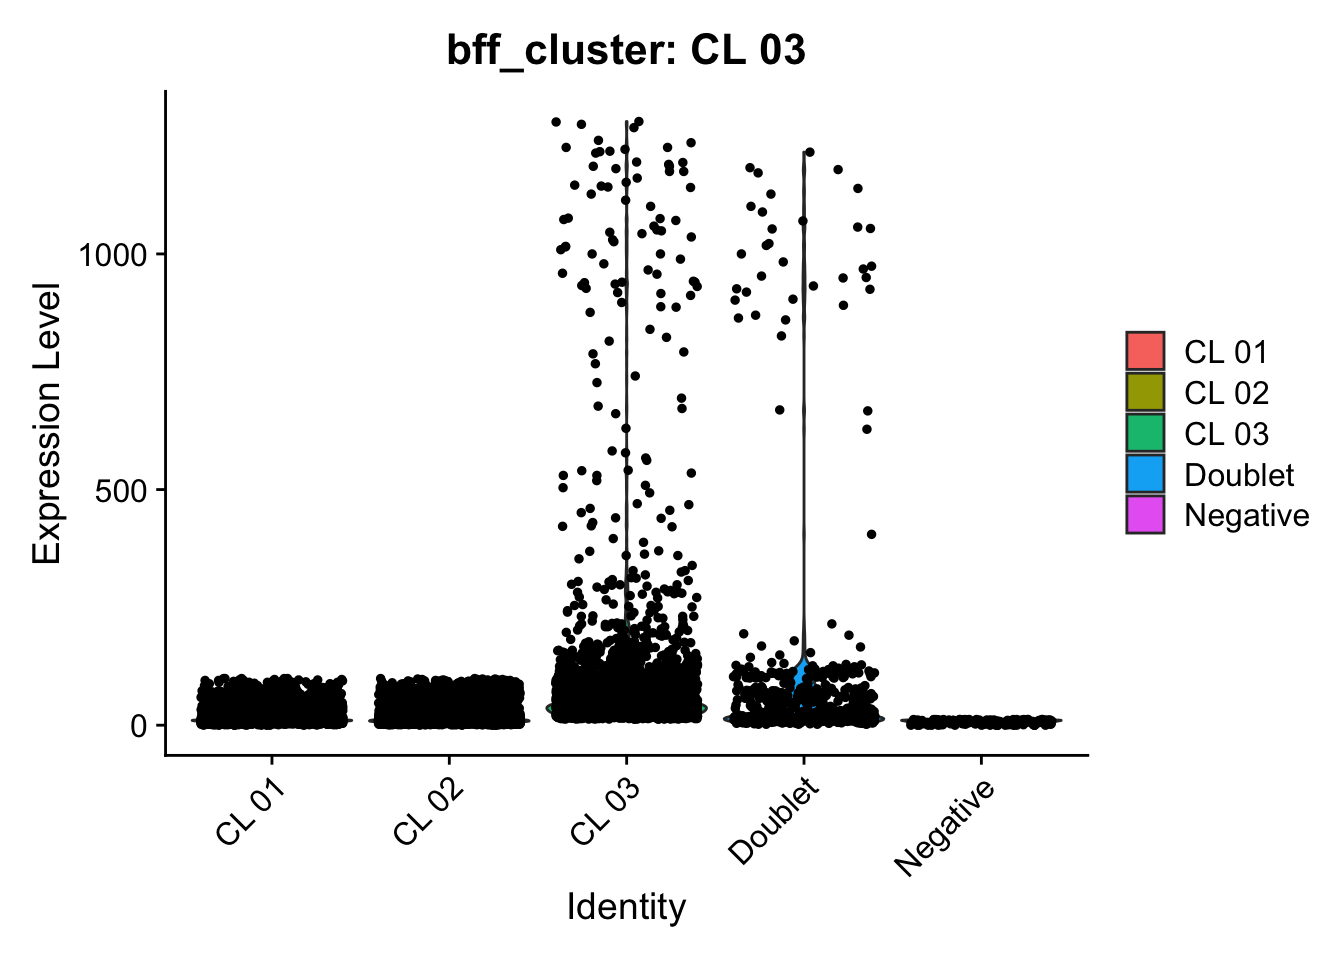 bff_cluster: CL 03
Expression Level
1000
500
0
CL 01
CL 02
CL 03
Doublet
Negative
Identity
CL 01
CL 02
CL 03
Doublet
Negative